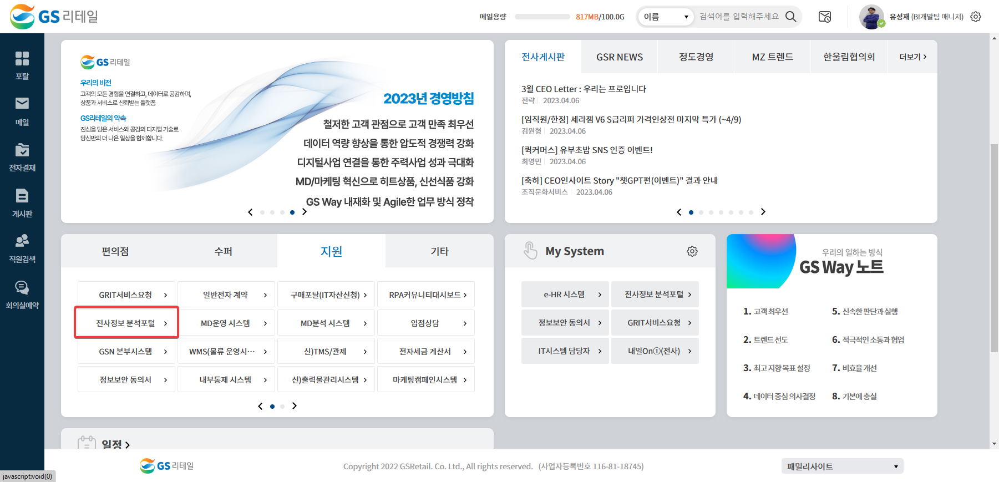 GS 리테일
메일용량
817MB/100.0G
이름
검색어를 입력해주세요
유성재 (BI개발팀 매니저)
포탈
메일
전자결재
게시판
직원검색
회의실예약
GS 리테일
우리의 비전
고객의 모든 경험을 연결하고, 데이터로 공감하며,
상품과 서비스로 신뢰받는 플랫폼
GS리테일의 약속
진심을 담은 서비스와 공감의 디지털 기술로
당신만의 더 나은 일상을 함께합니다.
2023년 경영방침
철저한 고객 관점으로 고객 만족 최우선
데이터 역량 향상을 통한 압도적 경쟁력 강화
디지털사업 연결을 통한 주력사업 성과 극대화
MD/마케팅 혁신으로 히트상품, 신선식품 강화
GS Way 내재화 및 Agile한 업무 방식 정착
전사게시판
GSR NEWS
정도경영
MZ 트렌드
한울림협의회
더보기
3월 CEO Letter : 우리는 프로입니다
전략 2023.04.06
[임직원/한정] 세라젬 V6 S급리퍼 가격인상전 마지막 특가 (~4/9)
김원형 2023.04.06
[퀵커머스] 유부초밥 SNS 인증 이벤트!
최영민 2023.04.06
[축하] CEO인사이트 Story "챗GPT편(이벤트)" 결과 안내
조직문화서비스 2023.04.06
편의점
수퍼
지원
기타
GRIT서비스요청
일반전자 계약
구매포탈(IT자산신청)
RPA커뮤니티대시보드
전사정보 분석포털
MD운영 시스템
MD분석 시스템
입점상담
GSN 본부시스템
WMS(물류 운영시⋯
신)TMS/관제
전자세금 계산서
정보보안 동의서
내부통제 시스템
신)출력물관리시스템
마케팅캠페인시스템
My System
e-HR 시스템
전사정보 분석포털
정보보안 동의서
GRIT서비스요청
IT시스템 담당자
내일On①(전사)
우리의 일하는 방식
GS Way 노트
1. 고객 최우선
2. 트렌드 선도
3. 최고 지향 목표 설정
4. 데이터 중심 의사결정
5. 신속한 판단과 실행
6. 적극적인 소통과 협업
7. 비효율 개선
8. 기본에 충실
일정
GS 리테일
Copyright 2022 GSRetail. Co. Ltd., All rights reserved. (사업자등록번호 116-81-18745)
패밀리사이트
javascript:void(0)